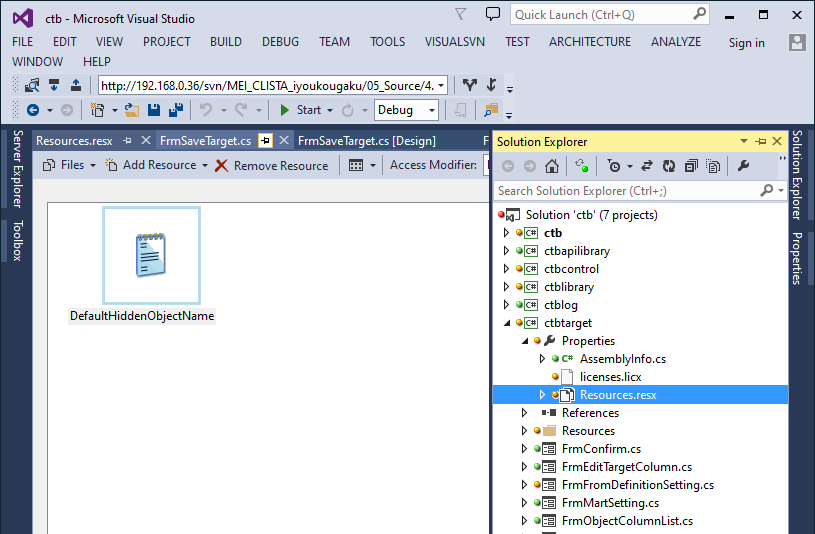 ctb - Microsoft Visual Studio
Quick Launch (Ctrl+Q)
FILE EDIT VIEW PROJECT BUILD DEBUG TEAM TOOLS VISUALSVN TEST ARCHITECTURE ANALYZE Sign in
WINDOW HELP
http://192.168.0.36/svn/MEI_CLISTA_iyoukougaku/05_Source/4.
Start Debug
Server Explorer
Toolbox
Resources.resx FrmSaveTarget.cs FrmSaveTarget.cs [Design] F
Files Add Resource Remove Resource Access Modifier:
DefaultHiddenObjectName
Solution Explorer
Search Solution Explorer (Ctrl+;)
Solution 'ctb' (7 projects)
C# ctb
C# ctbapilibrary
C# ctbcontrol
C# ctblibrary
C# ctblog
C# ctbtarget
Properties
C# AssemblyInfo.cs
licenses.licx
Resources.resx
References
Resources
FrmConfirm.cs
FrmEditTargetColumn.cs
FrmFromDefinitionSetting.cs
FrmMartSetting.cs
FrmObjectColumnList.cs
Solution Explorer
Properties